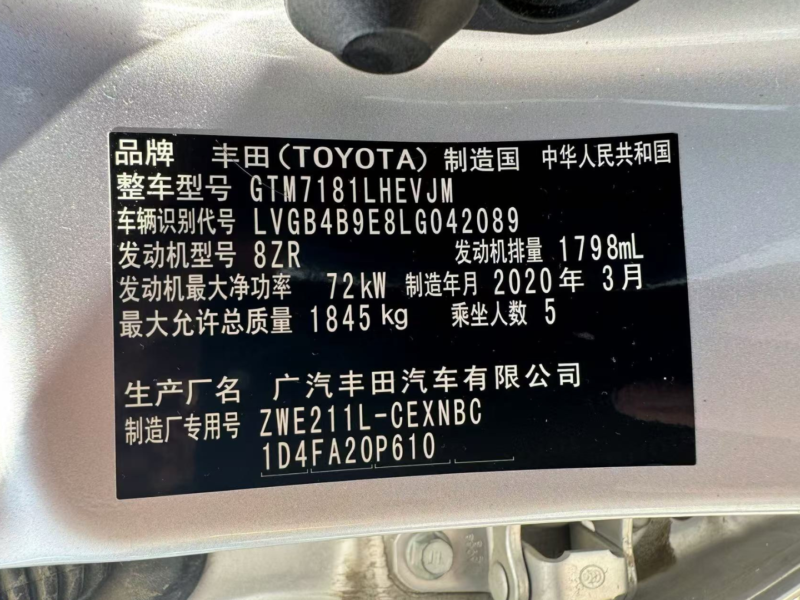 品牌 丰田(TOYOTA) 制造国 中华人民共和国
整车型号 GTM7181LHEVJM
车辆识别代号 LVGB4B9E8LG042089
发动机型号 8ZR 发动机排量 1798mL
发动机最大净功率 72kW 制造年月 2020年 3月
最大允许总质量 1845kg 乘坐人数 5
生产厂名 广汽丰田汽车有限公司
制造厂专用号 ZWE211L-CEXNBC
1D4FA20P610